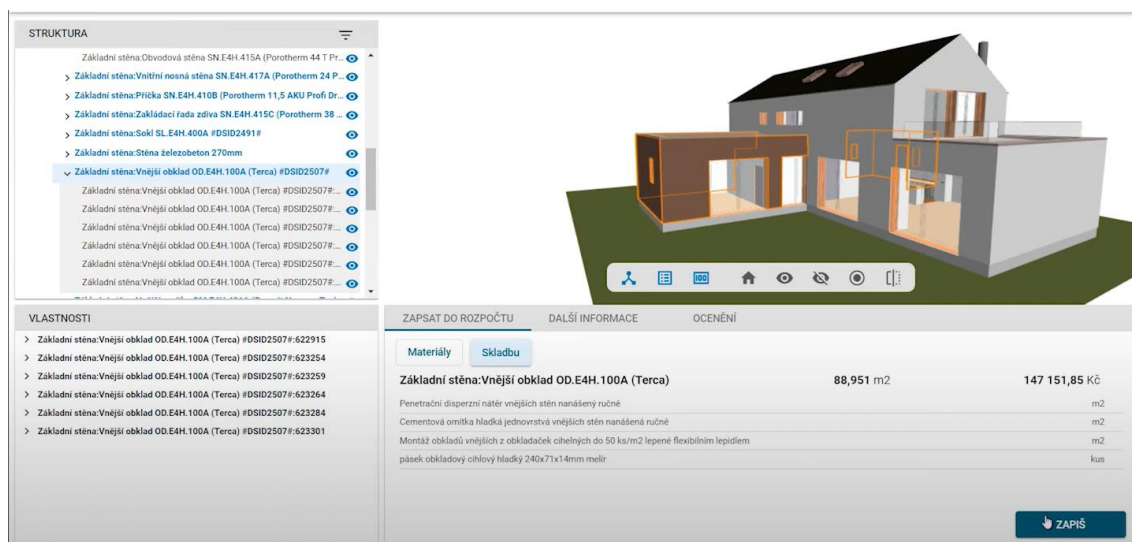 STRUKTURA
Základní stěna:Obvodová stěna SN.E4H.415A (Porotherm 44 T Pr...
Základní stěna:Vnitřní nosná stěna SN.E4H.417A (Porotherm 24 P...
Základní stěna:Příčka SN.E4H.410B (Porotherm 11,5 AKU Profi Dr...
Základní stěna:Zakládací řada zdiva SN.E4H.415C (Porotherm 38 ...
Základní stěna:Sokl SL.E4H.400A #DSID2491#
Základní stěna:Stěna železobeton 270mm
Základní stěna:Vnější obklad OD.E4H.100A (Terca) #DSID2507#
Základní stěna:Vnější obklad OD.E4H.100A (Terca) #DSID2507#:...
Základní stěna:Vnější obklad OD.E4H.100A (Terca) #DSID2507#:...
Základní stěna:Vnější obklad OD.E4H.100A (Terca) #DSID2507#:...
Základní stěna:Vnější obklad OD.E4H.100A (Terca) #DSID2507#:...
Základní stěna:Vnější obklad OD.E4H.100A (Terca) #DSID2507#:...
Základní stěna:Vnější obklad OD.E4H.100A (Terca) #DSID2507#:...
VLASTNOSTI
Základní stěna:Vnější obklad OD.E4H.100A (Terca) #DSID2507#:622915
Základní stěna:Vnější obklad OD.E4H.100A (Terca) #DSID2507#:623254
Základní stěna:Vnější obklad OD.E4H.100A (Terca) #DSID2507#:623259
Základní stěna:Vnější obklad OD.E4H.100A (Terca) #DSID2507#:623264
Základní stěna:Vnější obklad OD.E4H.100A (Terca) #DSID2507#:623284
Základní stěna:Vnější obklad OD.E4H.100A (Terca) #DSID2507#:623301
ZAPSAT DO ROZPOČTU DALŠÍ INFORMACE OCENĚNÍ
Materiály Skladbu
Základní stěna:Vnější obklad OD.E4H.100A (Terca) 88,951 m2 147 151,85 Kč
Penetrační disperzní nátěr vnějších stěn nanášený ručně m2
Cementová omítka hladká jednovrstvá vnějších stěn nanášená ručně m2
Montáž obkladů vnějších z obkladaček cihelných do 50 ks/m2 lepené flexibilním lepidlem m2
pásek obkladový cihlový hladký 240x71x14mm melír kus
ZAPIŠ